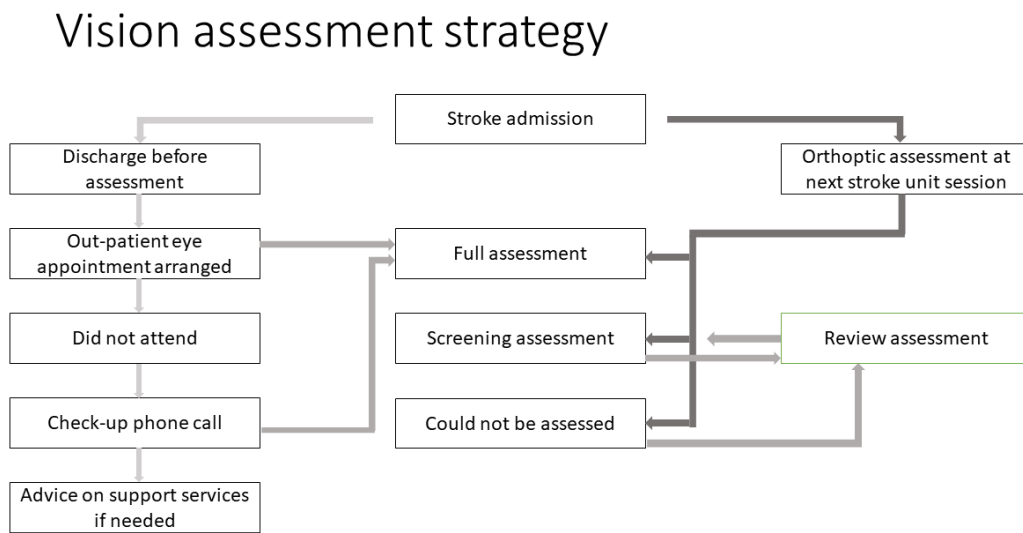 Vision assessment strategy
Stroke admission
Discharge before
assessment
Orthoptic assessment at
next stroke unit session
Out-patient eye
appointment arranged
Full assessment
Did not attend
Screening assessment
Review assessment
Check-up phone call
Could not be assessed
Advice on support services
if needed